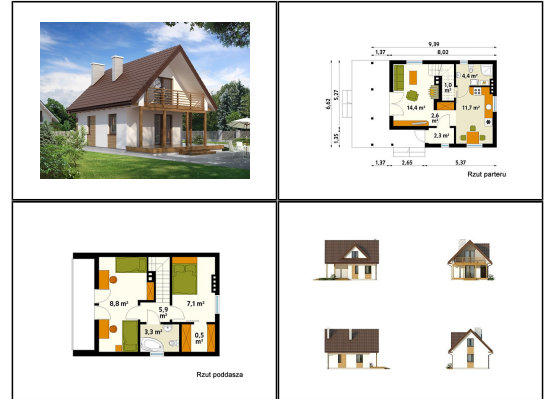 9,39
1,37
8,02
4,4 m²
1,0
m²
6,62
5,27
14,4 m²
11,7 m²
2,6
m²
2,3 m²
1,35
1,37
2,65
5,37
Rzut parteru
8,8 m²
7,1 m²
5,9
m²
3,3 m²
0,5
m²
Rzut poddasza